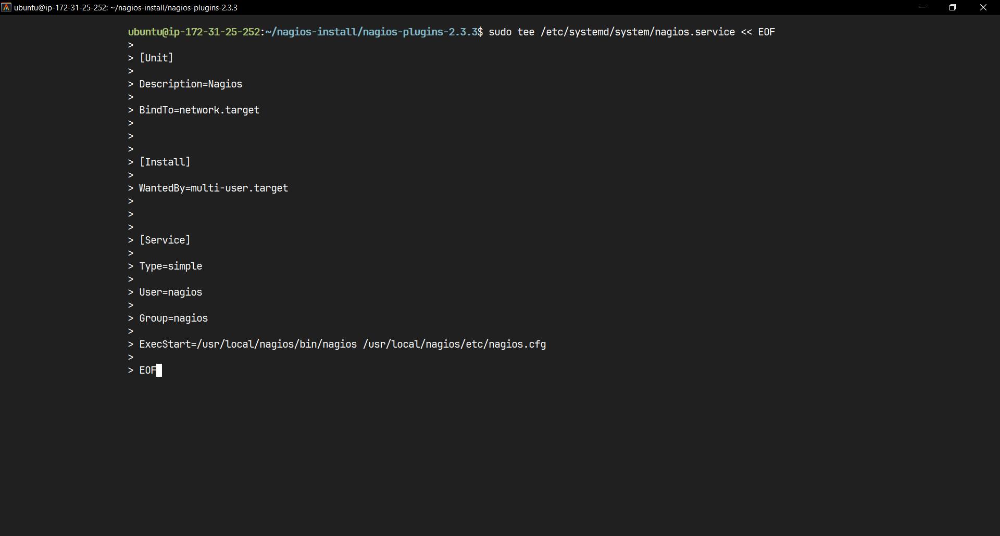 ubuntu@ip-172-31-25-252: ~/nagios-install/nagios-plugins-2.3.3
ubuntu@ip-172-31-25-252:~/nagios-install/nagios-plugins-2.3.3$ sudo tee /etc/systemd/system/nagios.service << EOF
>
> [Unit]
>
> Description=Nagios
>
> BindTo=network.target
>
>
>
> [Install]
>
> WantedBy=multi-user.target
>
>
>
> [Service]
>
> Type=simple
>
> User=nagios
>
> Group=nagios
>
> ExecStart=/usr/local/nagios/bin/nagios /usr/local/nagios/etc/nagios.cfg
>
> EOF